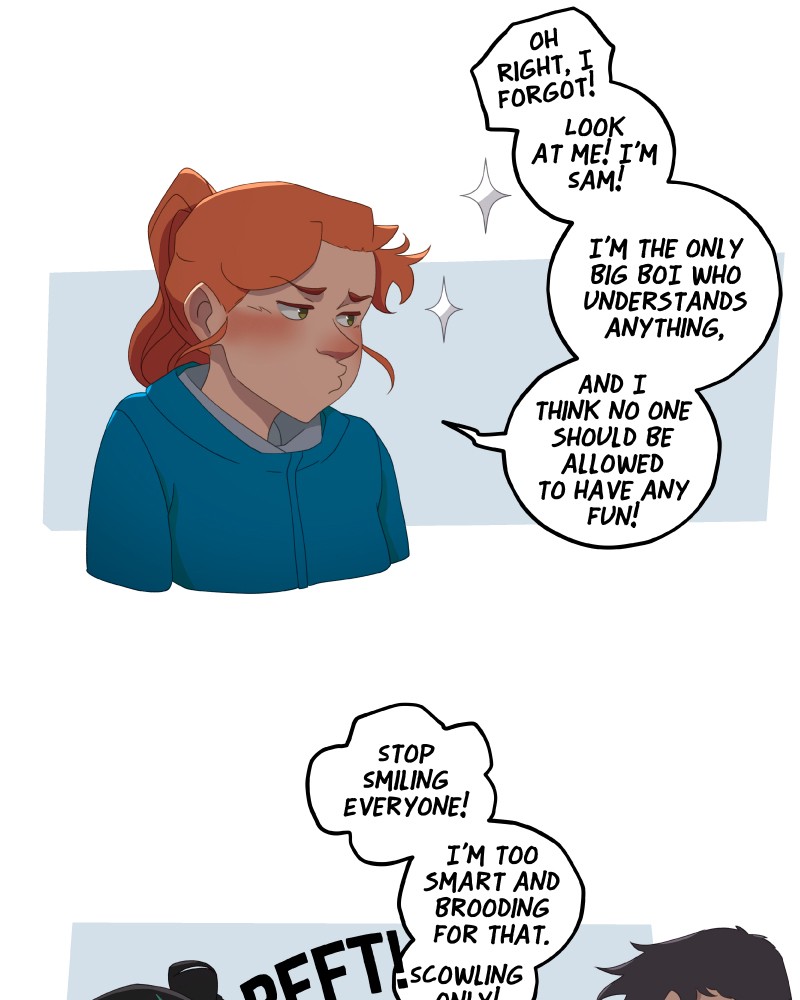 OH
RIGHT, I
FORGOT!
LOOK
AT ME! I'M
SAM!
I'M THE ONLY
BIG BOI WHO
UNDERSTANDS
ANYTHING,
AND I
THINK NO ONE
SHOULD BE
ALLOWED
TO HAVE ANY
FUN!
STOP
SMILING
EVERYONE!
I'M TOO
SMART AND
BROODING
FOR THAT.
SCOWLING
ONLY!